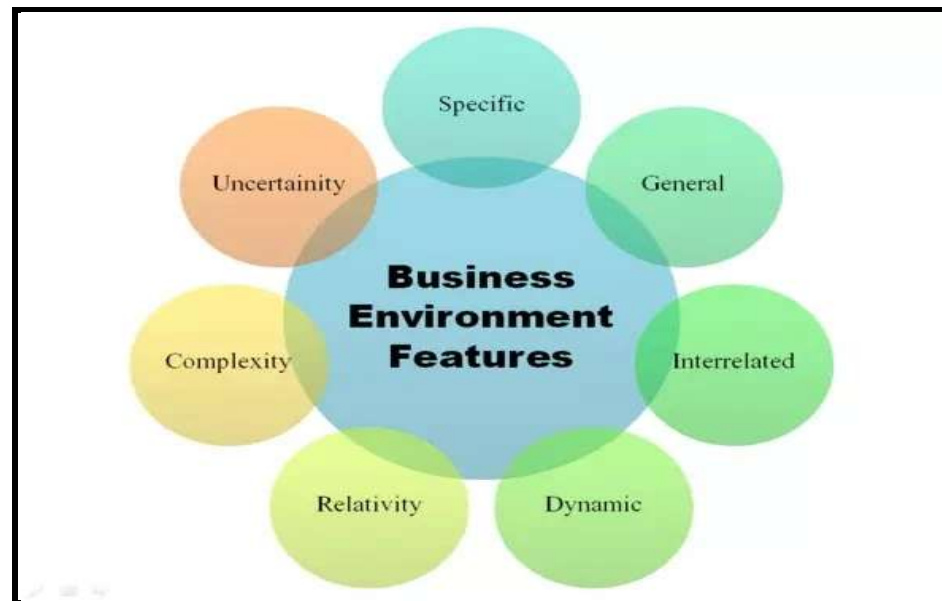 Specific
General
Interrelated
Dynamic
Relativity
Complexity
Uncertainity
Business
Environment
Features